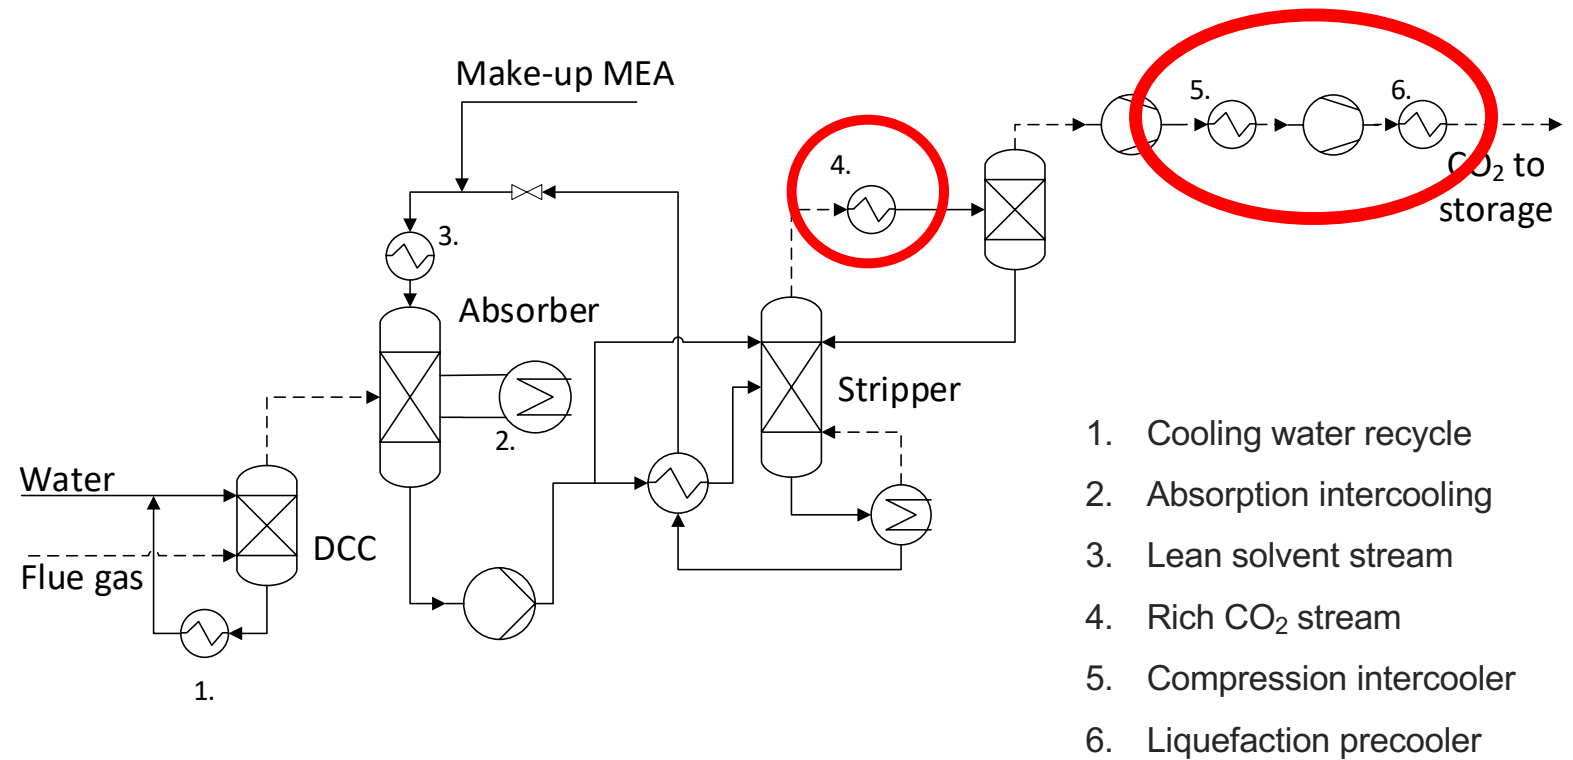 Make-up MEA
5.
6.
4.
CO₂ to
storage
3.
Absorber
Stripper
2.
Water
DCC
Flue gas
1.
1. Cooling water recycle
2. Absorption intercooling
3. Lean solvent stream
4. Rich CO₂ stream
5. Compression intercooler
6. Liquefaction precooler